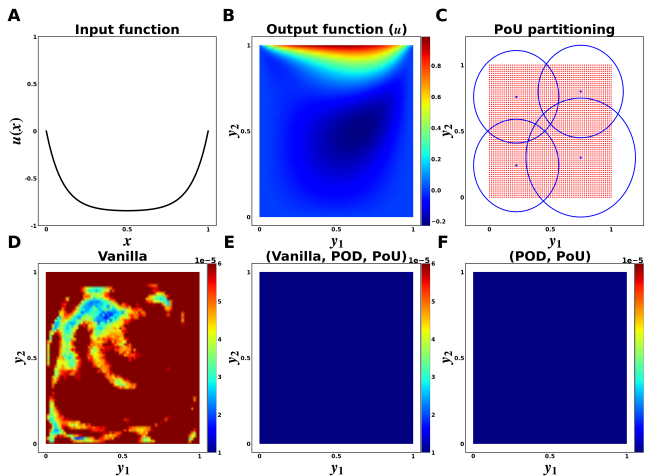 A
Input function
1
0.5
0
-0.5
-1
u(x)
0
0.5
1
x
B
Output function (u)
1
0.5
0
y2
0
1
y1
0.8
0.6
0.4
0.2
0.0
-0.2
C
PoU partitioning
1
0.5
0
y2
0
0.5
1
y1
D
Vanilla
1
0.5
0
y2
0
0.5
1
y1
1e-5
6
5
4
3
2
1
E
(Vanilla, POD, PoU)
1
0.5
0
y2
0
0.5
1
y1
1e-5
6
5
4
3
2
1
F
(POD, PoU)
1
0.5
0
y2
0
0.5
1
y1
1e-5
6
5
4
3
2
1